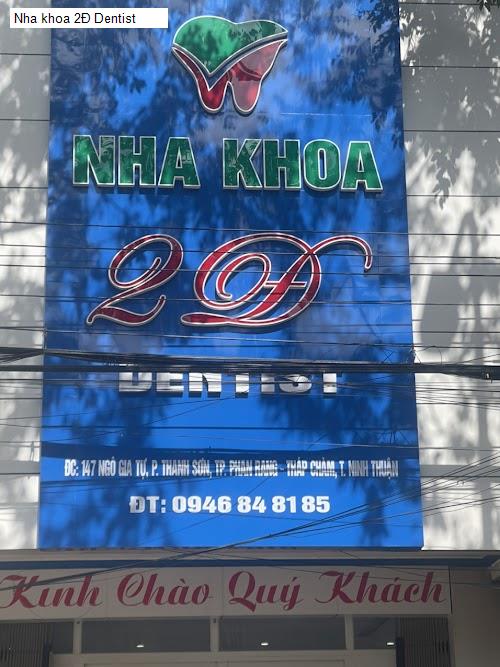 Nha khoa 2Đ Dentist
NHA KHOA
2Đ
DENTIST
ĐC: 147 NGÔ GIA TỰ, P. THANH SƠN, TP. PHAN RANG - THÁP CHÀM, T. NINH THUẬN
ĐT: 0946 84 81 85
Kính Chào Quý Khách